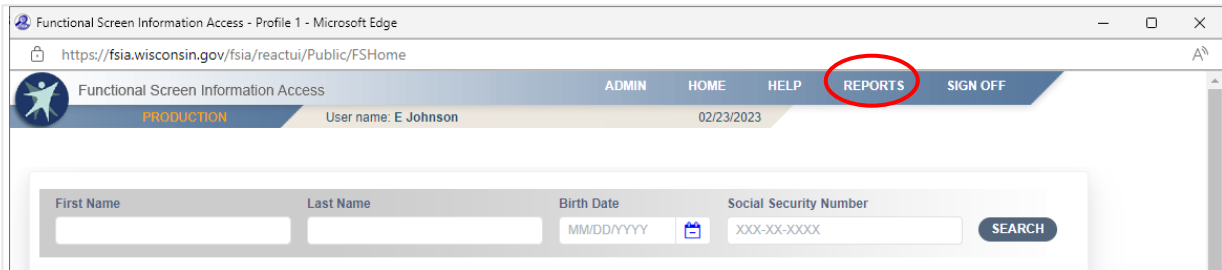 Functional Screen Information Access - Profile 1 - Microsoft Edge
https://fsia.wisconsin.gov/fsia/reactui/Public/FSHome
Functional Screen Information Access ADMIN HOME HELP REPORTS SIGN OFF
PRODUCTION User name: E Johnson 02/23/2023
First Name Last Name Birth Date Social Security Number
MM/DD/YYYY XXX-XX-XXXX SEARCH